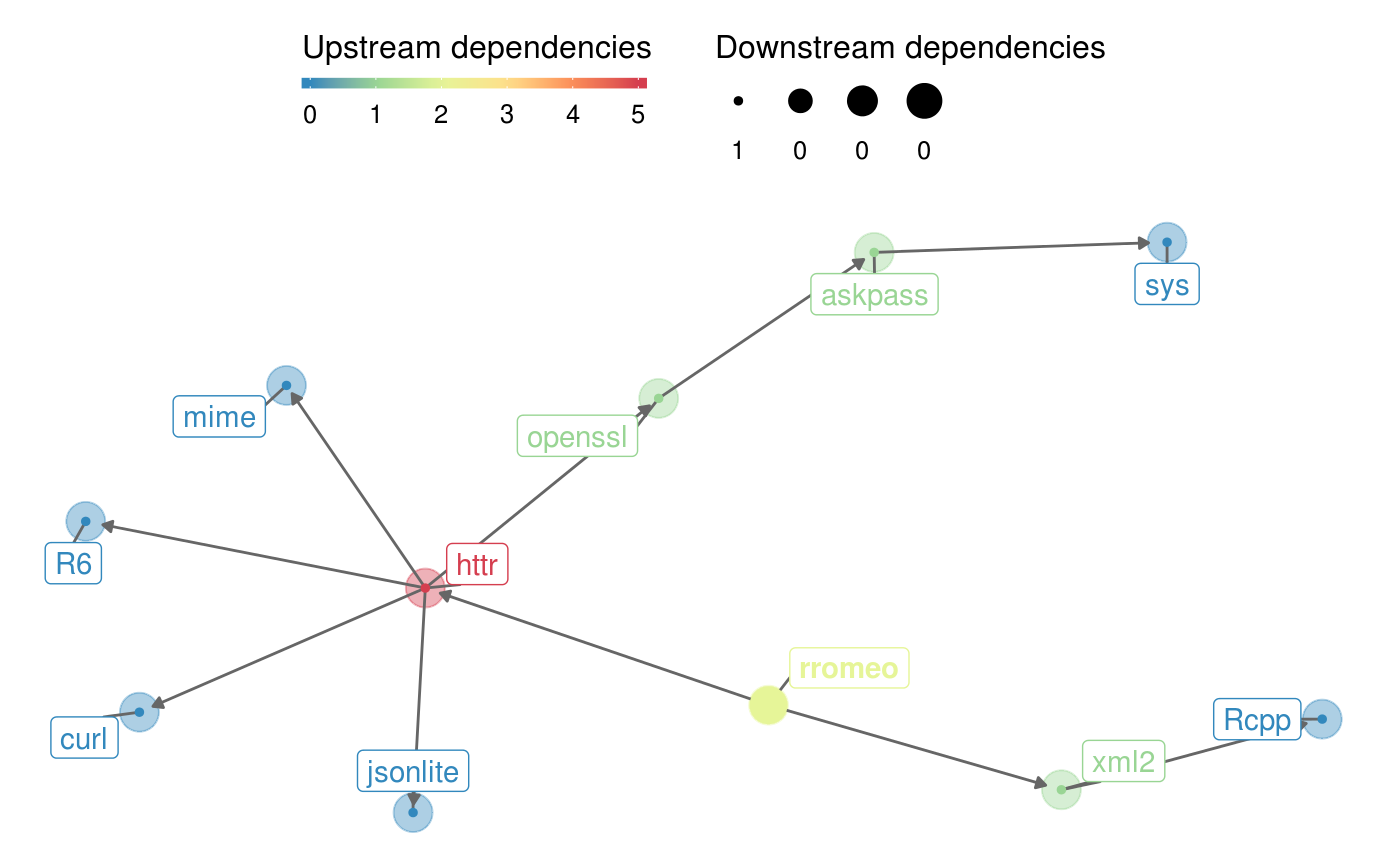 Upstream dependencies
0 1 2 3 4 5
Downstream dependencies
1 0 0 0
sys
askpass
mime
openssl
R6
httr
rromeo
Rcpp
curl
xml2
jsonlite